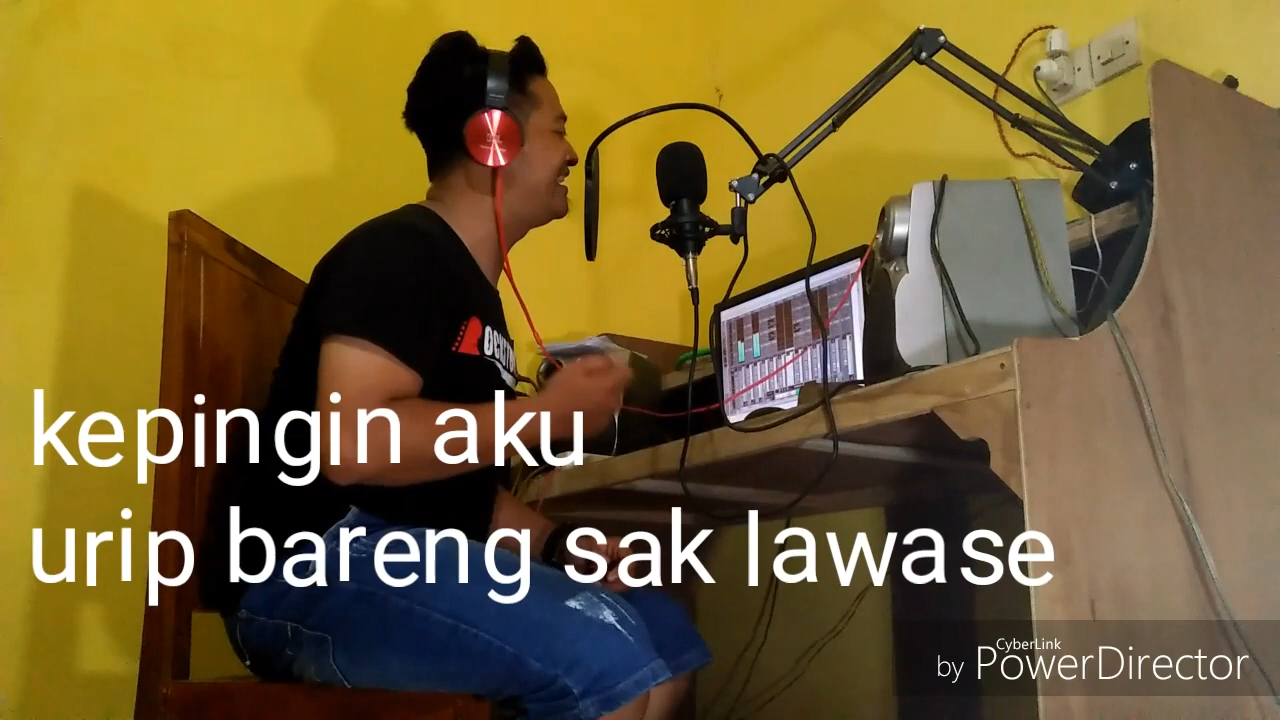 kepingin aku
urip bareng sak lawase
CyberLink
by PowerDirector